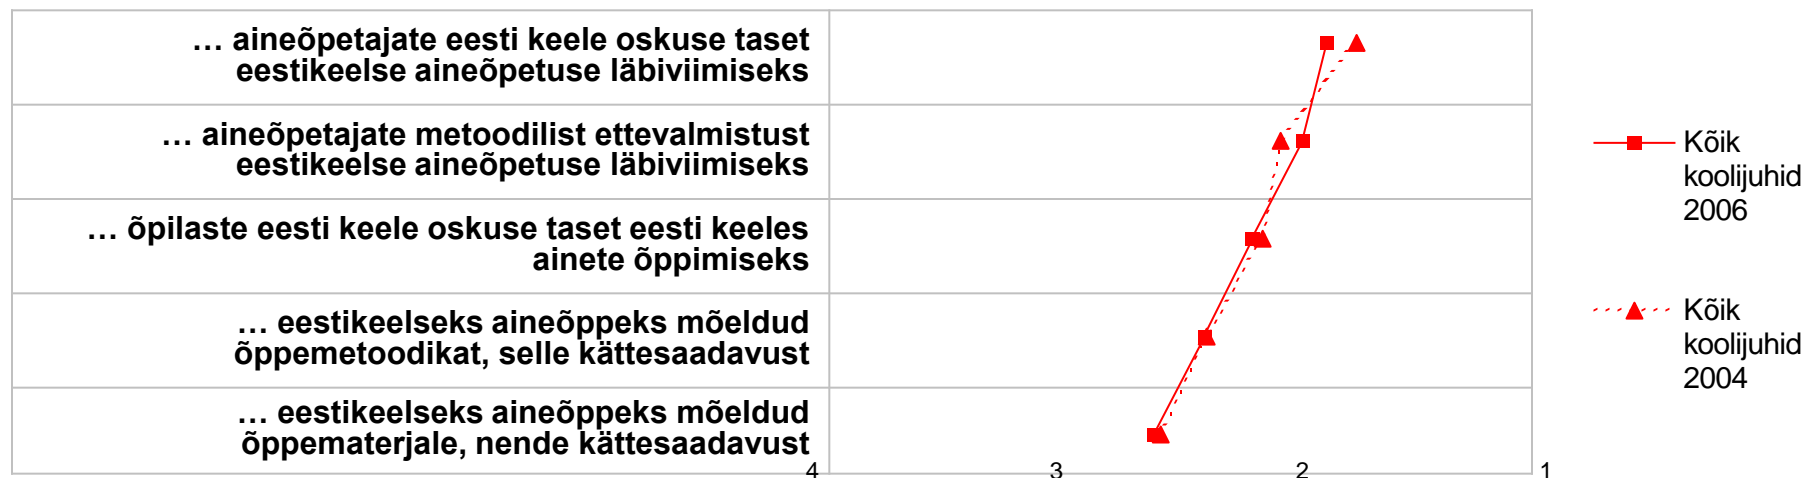 … aineõpetajate eesti keele oskuse taset
eestikeelse aineõpetuse läbiviimiseks
… aineõpetajate metoodilist ettevalmistust
eestikeelse aineõpetuse läbiviimiseks
… õpilaste eesti keele oskuse taset eesti keeles
ainete õppimiseks
… eestikeelseks aineõppeks mõeldud
õppemetoodikat, selle kättesaadavust
… eestikeelseks aineõppeks mõeldud
õppematerjale, nende kättesaadavust
4 3 2 1
Kõik
koolijuhid
2006
Kõik
koolijuhid
2004